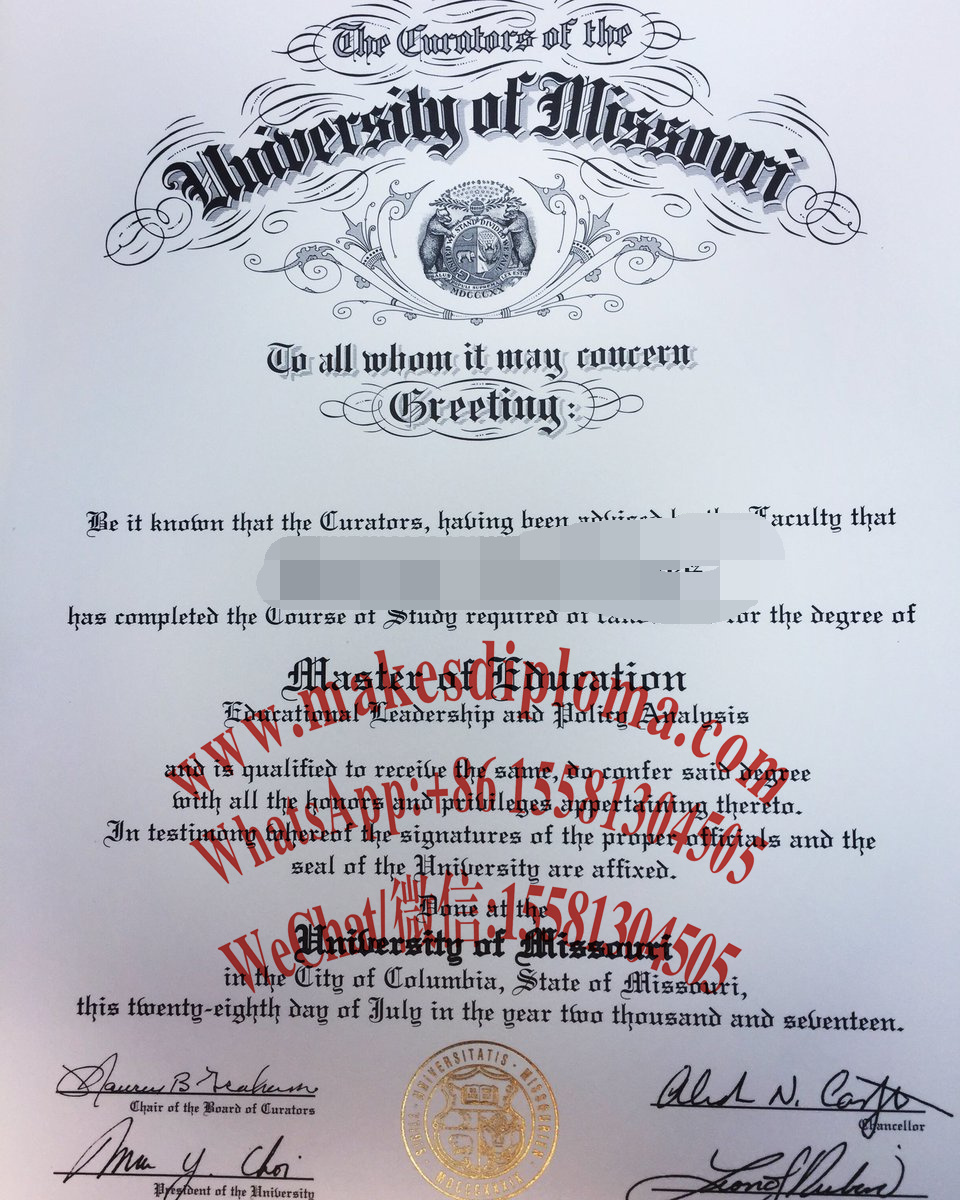 The Curators of the
University of Missouri
MDCCCXX
To all whom it may concern
Greeting:
Be it known that the Curators, having been advised by the Faculty that
has completed the Course of Study required of for the degree of
Master of Education
Educational Leadership and Policy Analysis
www.makesdiploma.com
and is qualified to receive the same, do confer said degree
with all the honors and privileges appertaining thereto.
WhatsApp:+86 15581304505
In testimony whereof the signatures of the proper officials and the
seal of the University are affixed.
Done at the
WeChat/微信:15581304505
University of Missouri
in the City of Columbia, State of Missouri,
this twenty-eighth day of July in the year two thousand and seventeen.
Chair of the Board of Curators
Chancellor
President of the University